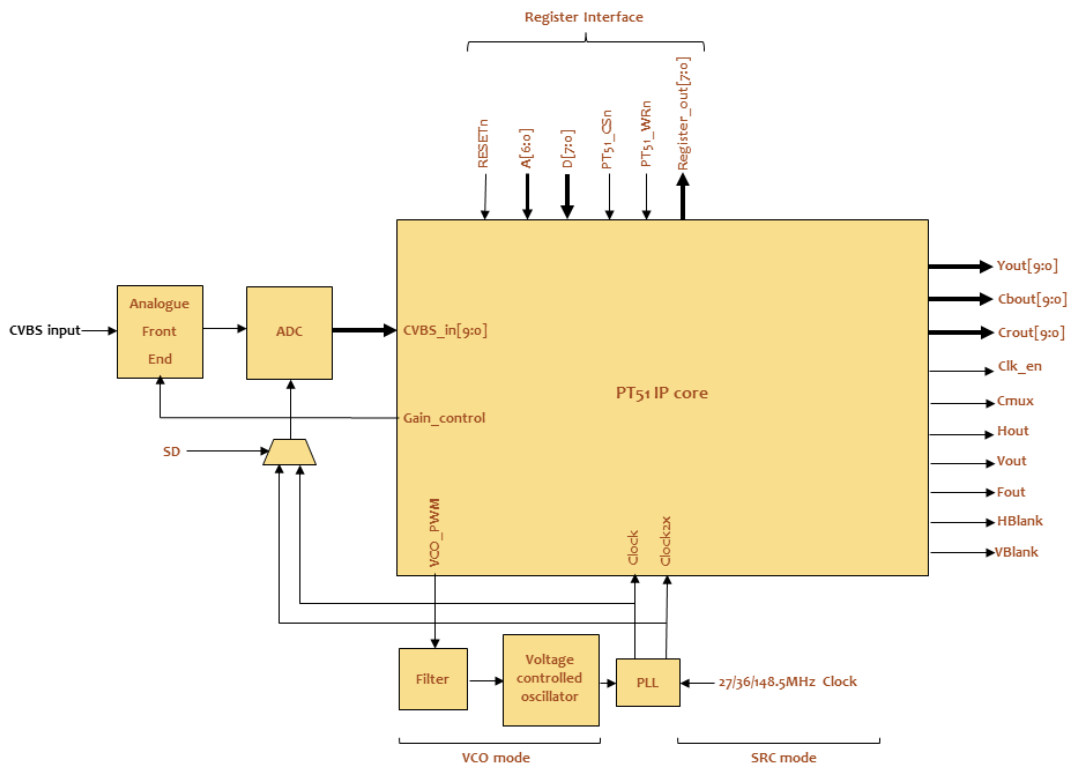 Register Interface
RESETn
A[6:0]
D[7:0]
PT51_CSn
PT51_WRn
Register_out[7:0]
CVBS input
Analogue
Front
End
ADC
CVBS_in[9:0]
PT51 IP core
Gain_control
SD
VCO_PWM
Clock
Clock2x
Yout[9:0]
Cbout[9:0]
Crout[9:0]
Clk_en
Cmux
Hout
Vout
Fout
HBlank
VBlank
Filter
Voltage
controlled
oscillator
PLL
27/36/148.5MHz Clock
VCO mode
SRC mode